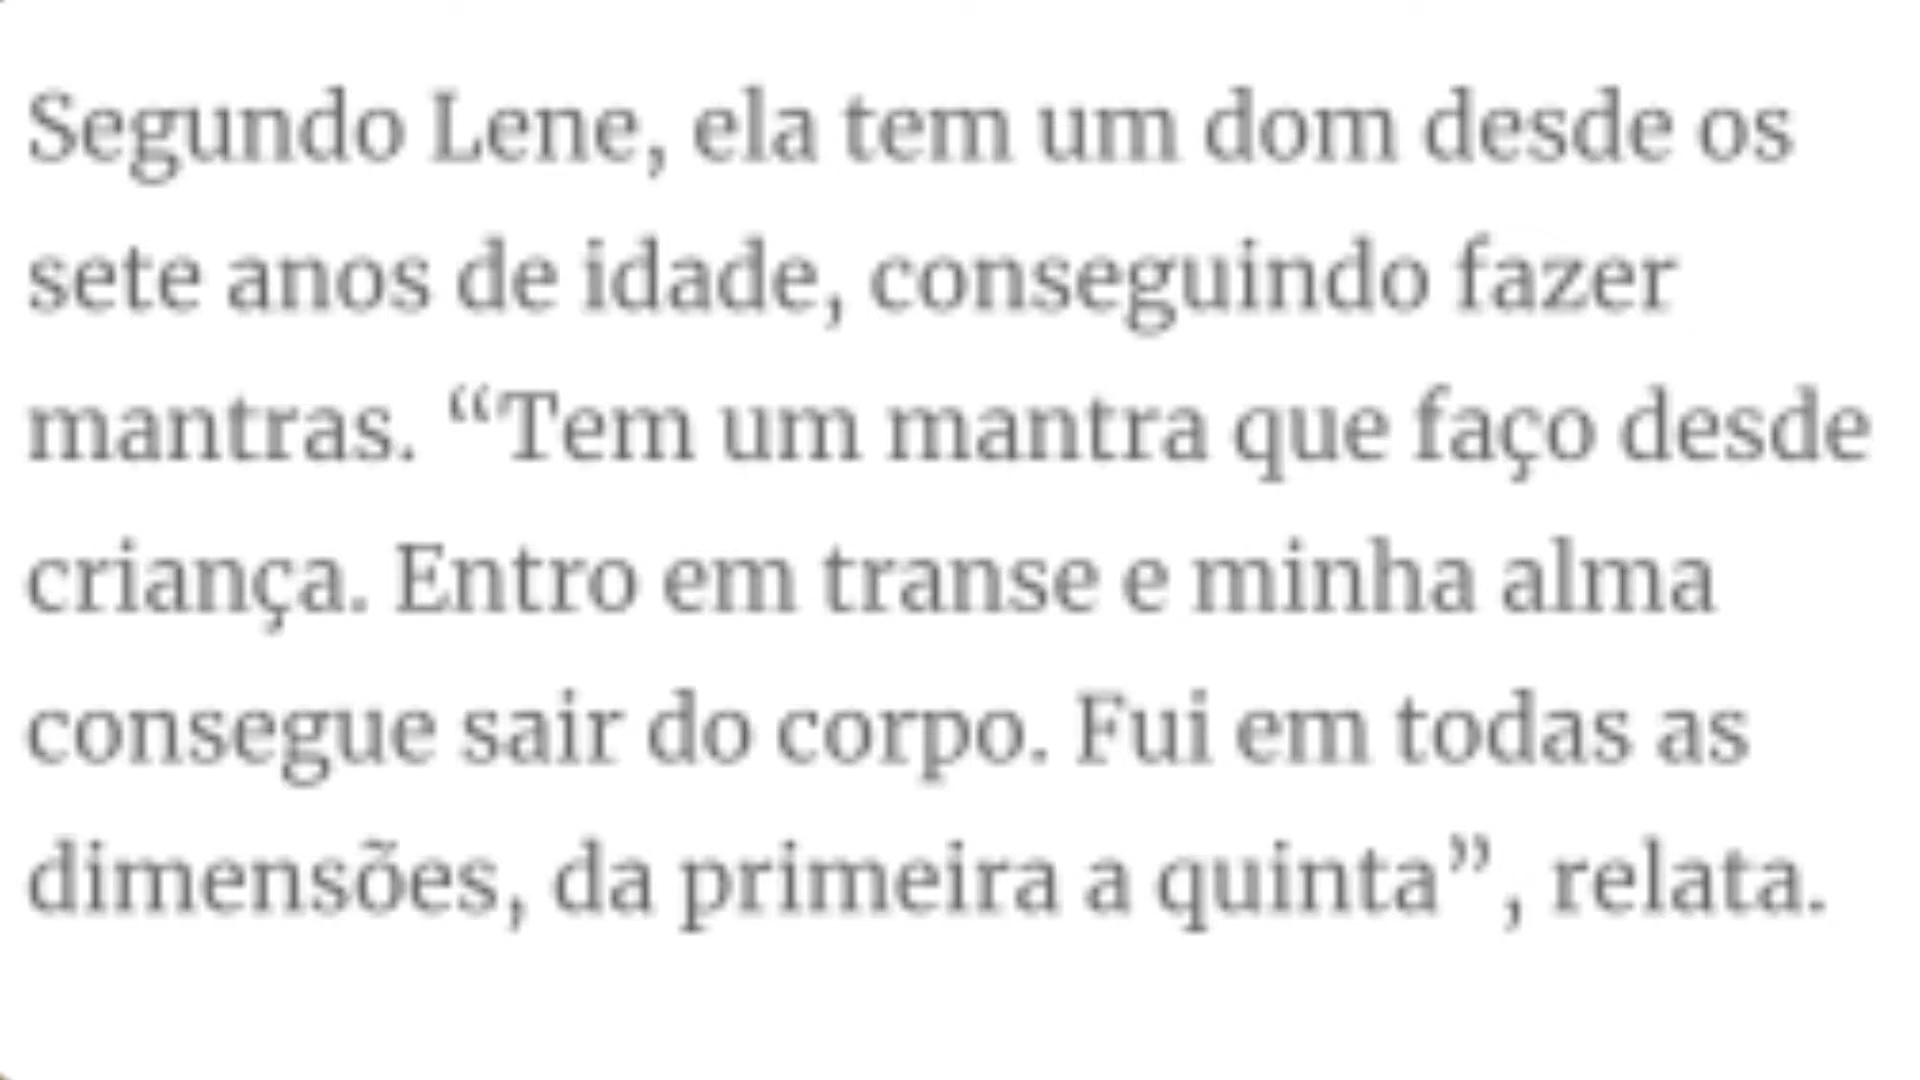 Segundo Lene, ela tem um dom desde os
sete anos de idade, conseguindo fazer
mantras. “Tem um mantra que faço desde
criança. Entro em transe e minha alma
consegue sair do corpo. Fui em todas as
dimensões, da primeira a quinta”, relata.